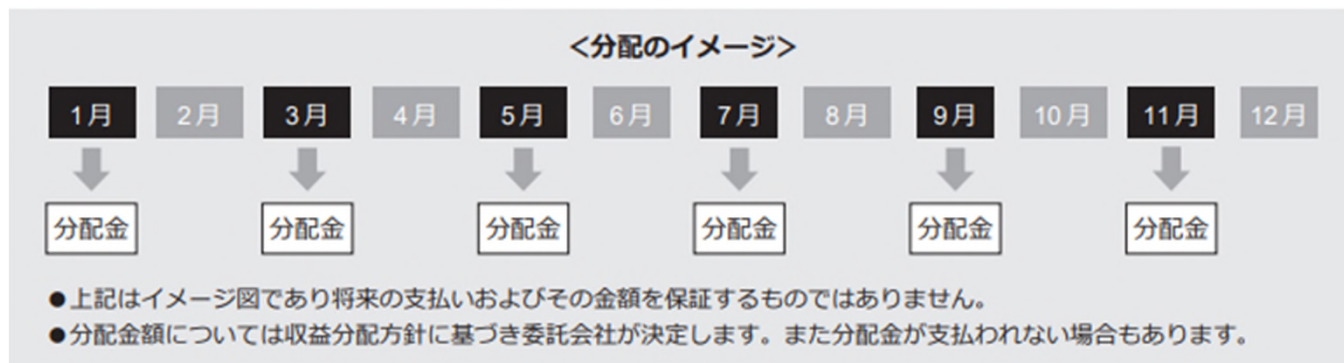 ＜分配のイメージ＞
1月 2月 3月 4月 5月 6月 7月 8月 9月 10月 11月 12月
分配金 分配金 分配金 分配金 分配金 分配金
●上記はイメージ図であり将来の支払いおよびその金額を保証するものではありません。
●分配金額については収益分配方針に基づき委託会社が決定します。また分配金が支払われない場合もあります。